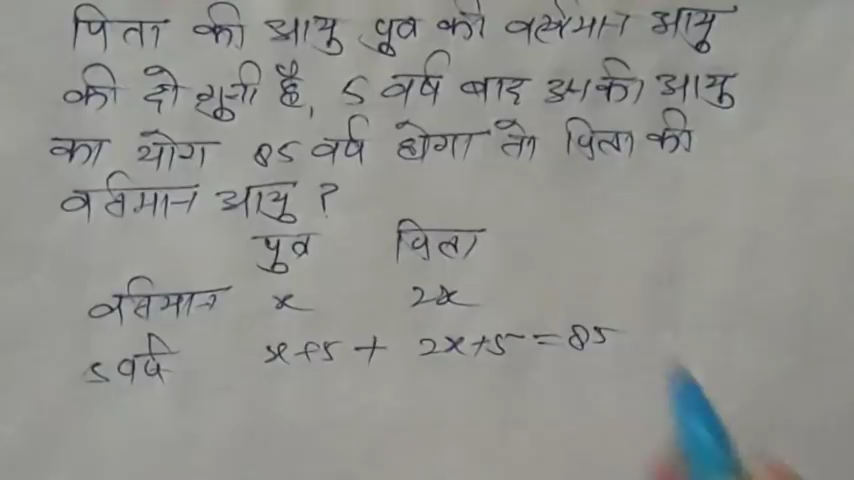 पिता की आयु पुत्र की वर्तमान आयु
की दो गुनी है, 5 वर्ष बाद उनकी आयु
का योग 85 वर्ष होगा तो पिता की
वर्तमान आयु ?
पुत्र पिता
वर्तमान x 2x
5 वर्ष x+5 + 2x+5 = 85